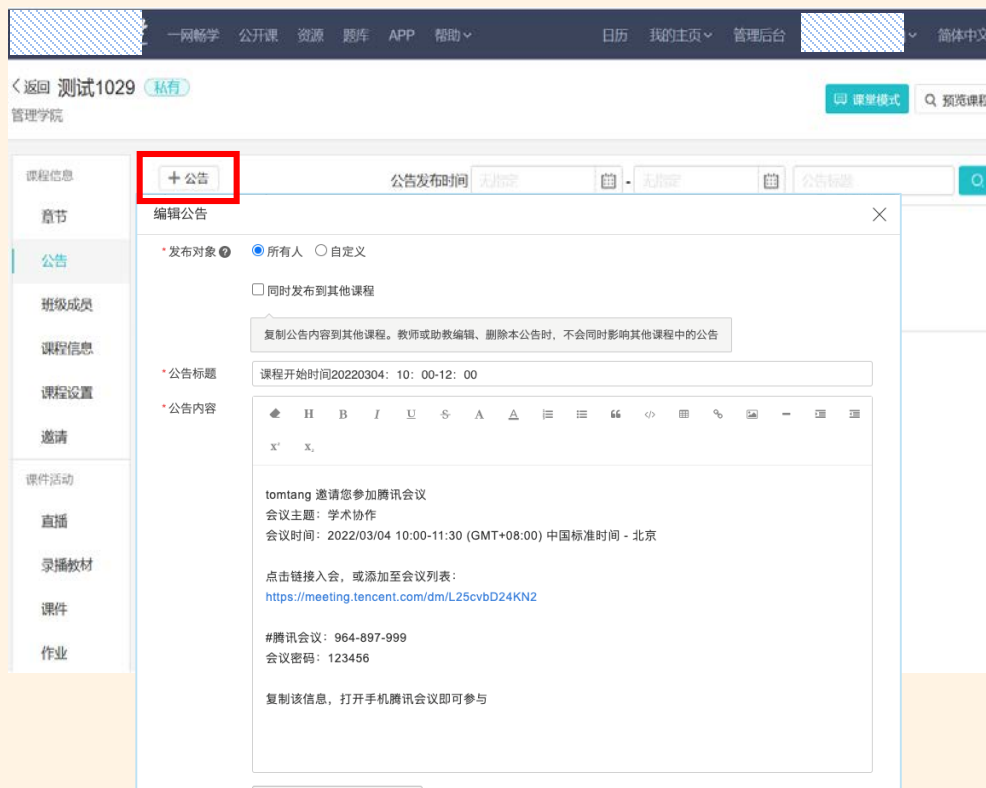 一网畅学 公开课 资源 题库 APP 帮助 日历 我的主页 管理后台 简体中文
返回 测试1029 私有
管理学院
课堂模式 预览课程
课程信息
+ 公告 公告发布时间 无指定 - 无指定 公告标题
章节
编辑公告
公告
*发布对象 ? 所有人 自定义
同时发布到其他课程
班级成员
复制公告内容到其他课程。教师或助教编辑、删除本公告时，不会同时影响其他课程中的公告
课程信息
*公告标题 课程开始时间20220304：10：00-12：00
课程设置
*公告内容
H B I U S A A
邀请
x² x₂
课件活动
tomtang 邀请您参加腾讯会议
会议主题：学术协作
直播
会议时间：2022/03/04 10:00-11:30 (GMT+08:00) 中国标准时间 - 北京
录播教材
点击链接入会，或添加至会议列表：
https://meeting.tencent.com/dm/L25cvbD24KN2
课件
#腾讯会议：964-897-999
作业
会议密码：123456
复制该信息，打开手机腾讯会议即可参与